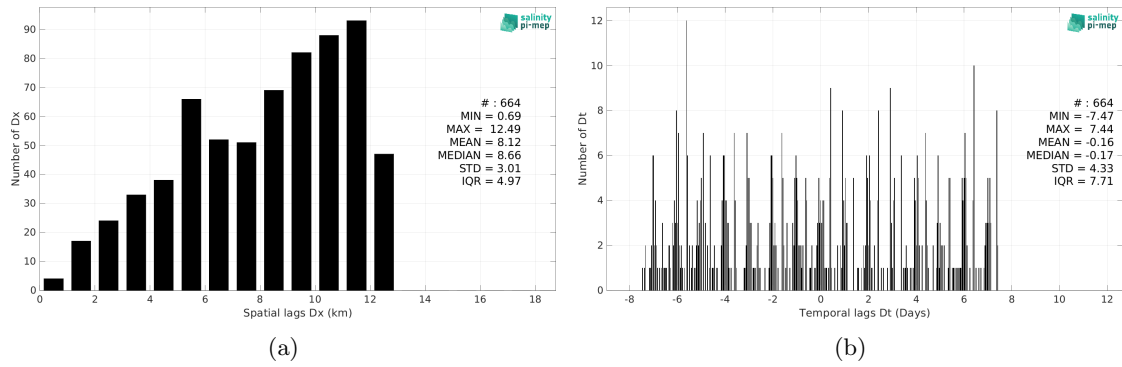 90
80
70
60
50
40
30
20
10
0
Number of Dx
salinity
pi-mep
# : 664
MIN = 0.69
MAX = 12.49
MEAN = 8.12
MEDIAN = 8.66
STD = 3.01
IQR = 4.97
0 2 4 6 8 10 12 14 16 18
Spatial lags Dx (km)
(a)
12
10
8
6
4
2
0
Number of Dt
salinity
pi-mep
# : 664
MIN = -7.47
MAX = 7.44
MEAN = -0.16
MEDIAN = -0.17
STD = 4.33
IQR = 7.71
-8 -6 -4 -2 0 2 4 6 8 10 12
Temporal lags Dt (Days)
(b)